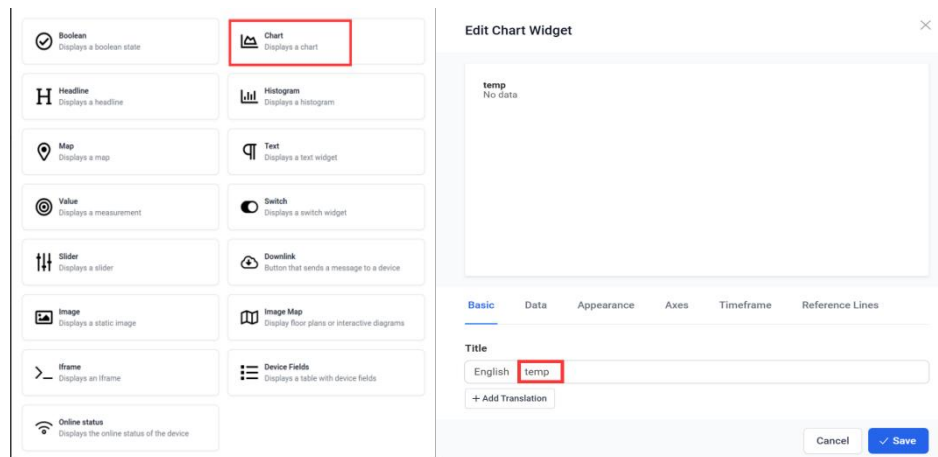 Boolean
Displays a boolean state
Chart
Displays a chart
Headline
Displays a headline
Histogram
Displays a histogram
Map
Displays a map
Text
Displays a text widget
Value
Displays a measurement
Switch
Displays a switch widget
Slider
Displays a slider
Downlink
Button that sends a message to a device
Image
Displays a static image
Image Map
Display floor plans or interactive diagrams
Iframe
Displays an Iframe
Device Fields
Displays a table with device fields
Online status
Displays the online status of the device
Edit Chart Widget
temp
No data
Basic Data Appearance Axes Timeframe Reference Lines
Title
English temp
+ Add Translation
Cancel Save